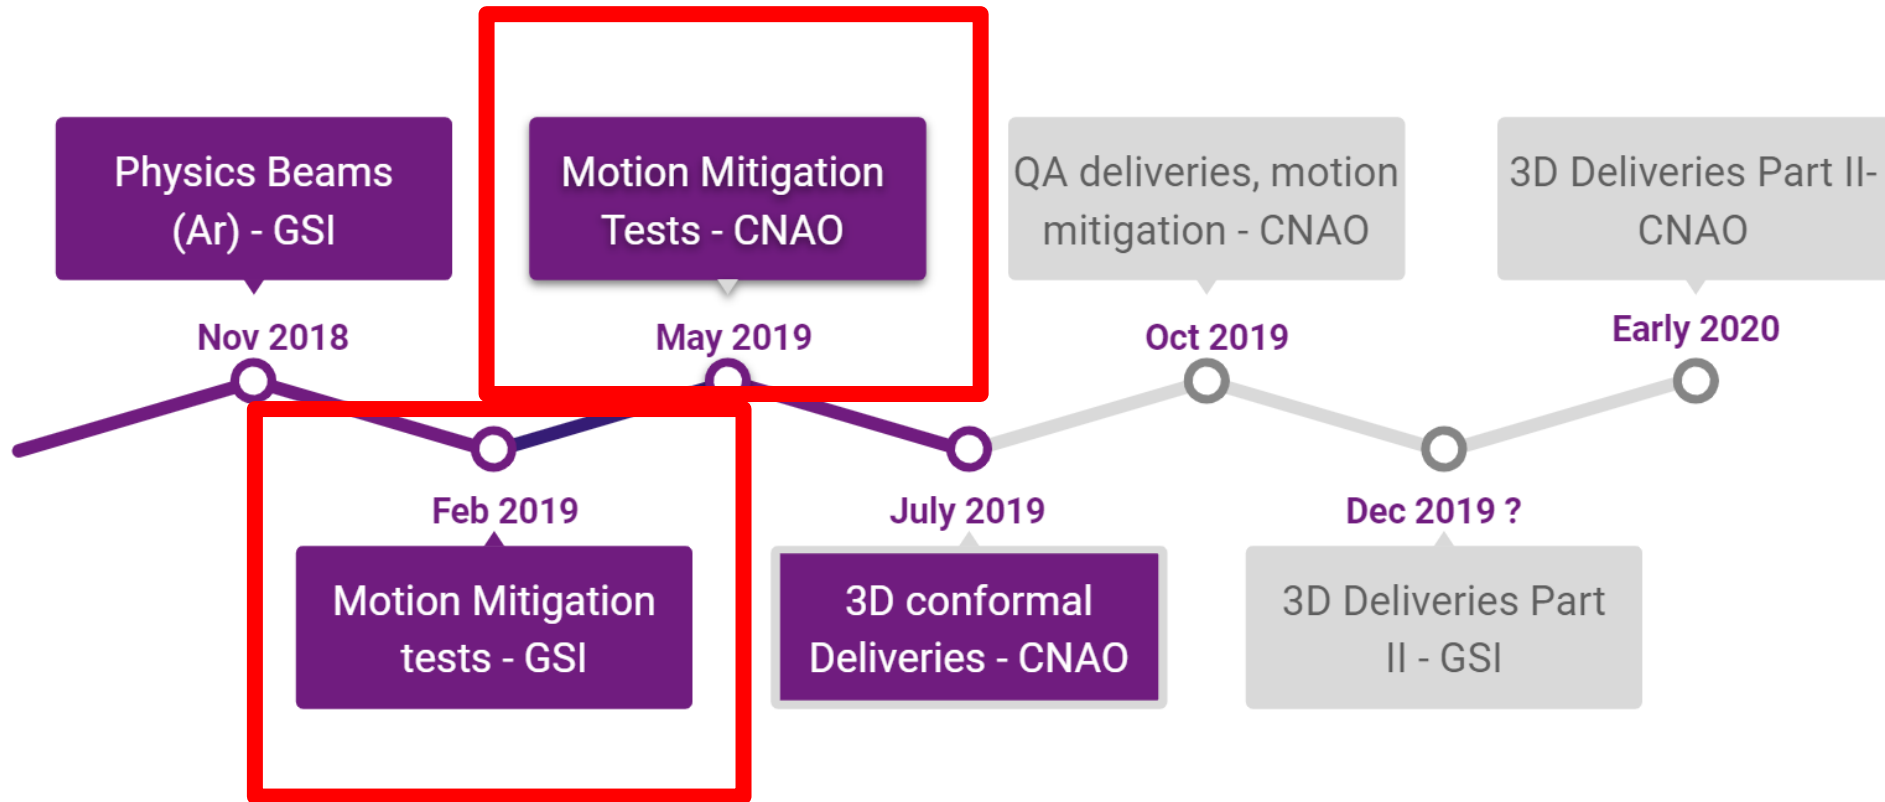 Physics Beams
(Ar) - GSI
Nov 2018
Motion Mitigation
tests - GSI
Feb 2019
Motion Mitigation
Tests - CNAO
May 2019
3D conformal
Deliveries - CNAO
July 2019
QA deliveries, motion
mitigation - CNAO
Oct 2019
3D Deliveries Part
II - GSI
Dec 2019 ?
3D Deliveries Part II-
CNAO
Early 2020